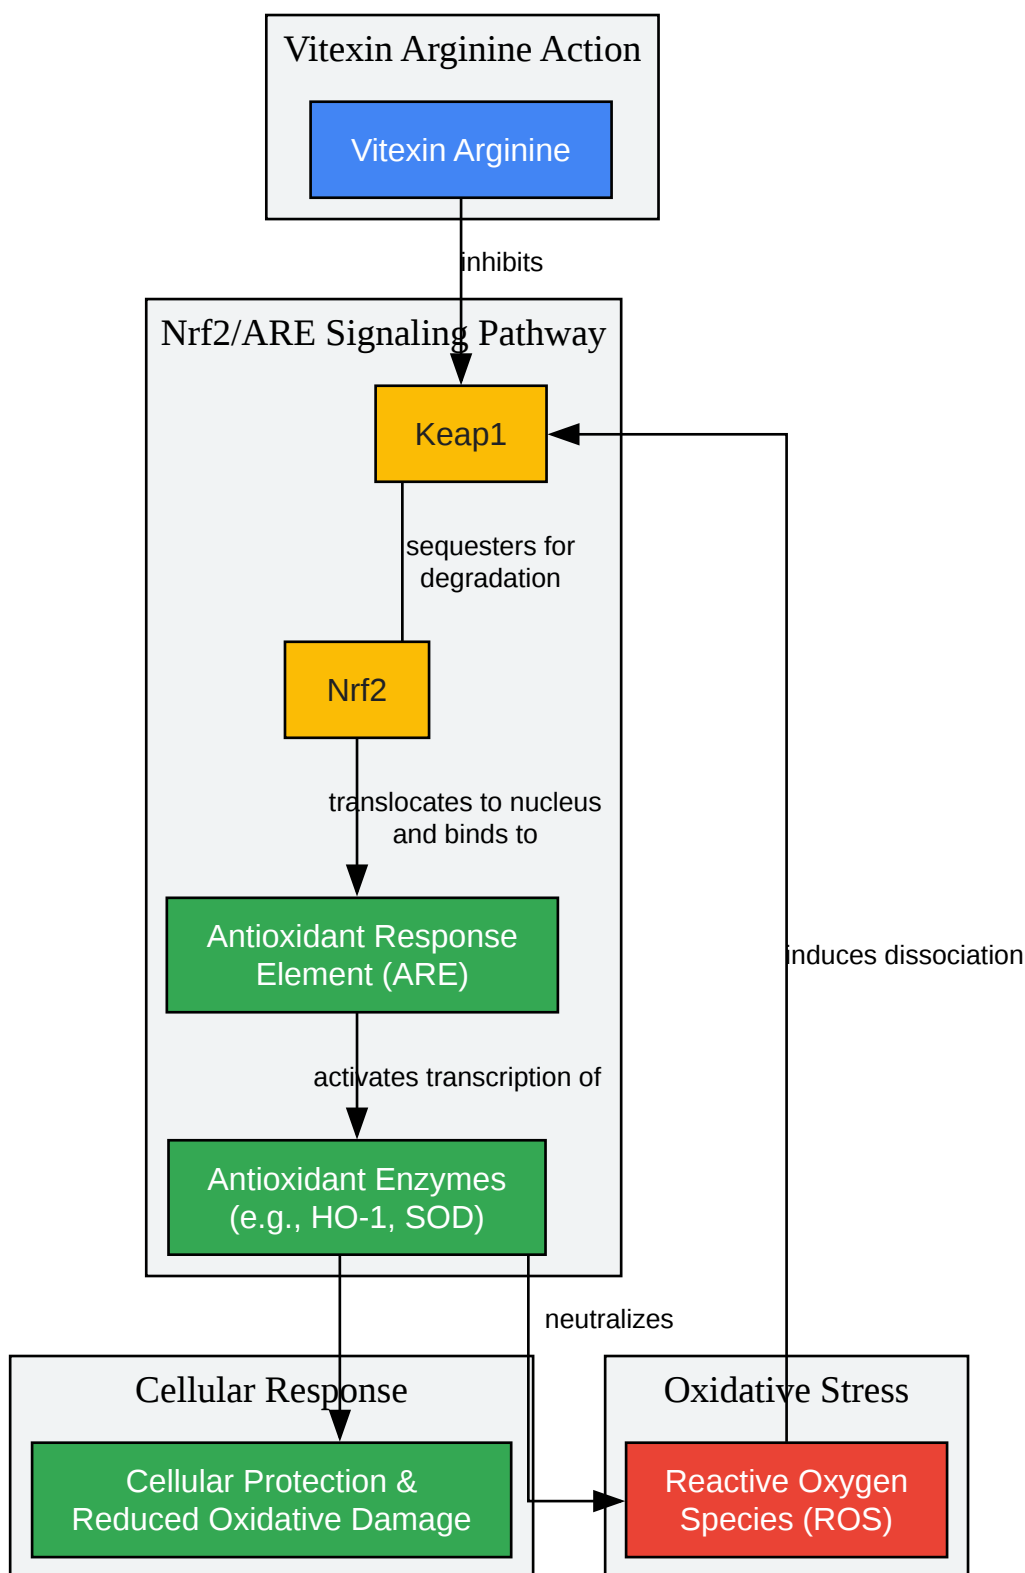 Vitexin Arginine Action
Vitexin Arginine
inhibits
Nrf2/ARE Signaling Pathway
Keap1
sequesters for
degradation
Nrf2
translocates to nucleus
and binds to
Antioxidant Response
Element (ARE)
induces dissociation
activates transcription of
Antioxidant Enzymes
(e.g., HO-1, SOD)
neutralizes
Cellular Response
Cellular Protection &
Reduced Oxidative Damage
Oxidative Stress
Reactive Oxygen
Species (ROS)